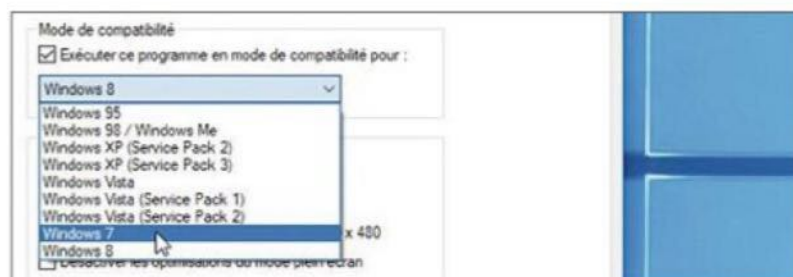 Mode de compatibilité
Exécuter ce programme en mode de compatibilité pour :
Windows 8
Windows 95
Windows 98 / Windows Me
Windows XP (Service Pack 2)
Windows XP (Service Pack 3)
Windows Vista
Windows Vista (Service Pack 1)
Windows Vista (Service Pack 2)
Windows 7
x 480
Windows 8
Désactiver les optimisations du mode plein écran